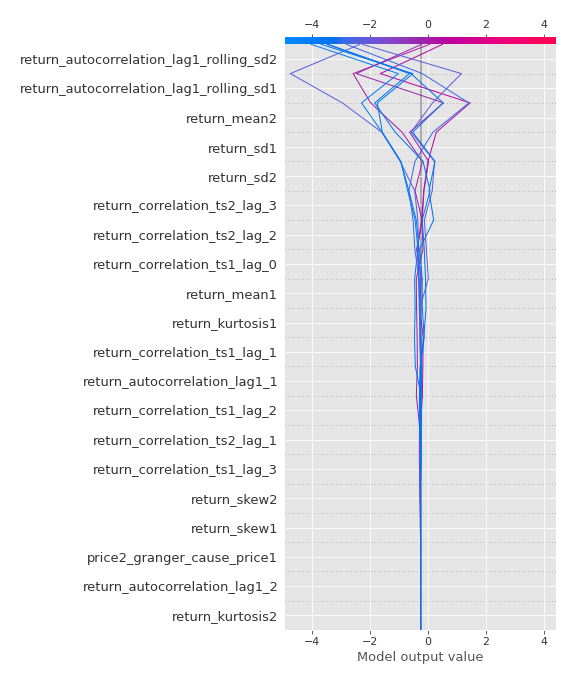 −4 −2 0 2 4
return_autocorrelation_lag1_rolling_sd2
return_autocorrelation_lag1_rolling_sd1
return_mean2
return_sd1
return_sd2
return_correlation_ts2_lag_3
return_correlation_ts2_lag_2
return_correlation_ts1_lag_0
return_mean1
return_kurtosis1
return_correlation_ts1_lag_1
return_autocorrelation_lag1_1
return_correlation_ts1_lag_2
return_correlation_ts2_lag_1
return_correlation_ts1_lag_3
return_skew2
return_skew1
price2_granger_cause_price1
return_autocorrelation_lag1_2
return_kurtosis2
−4 −2 0 2 4
Model output value